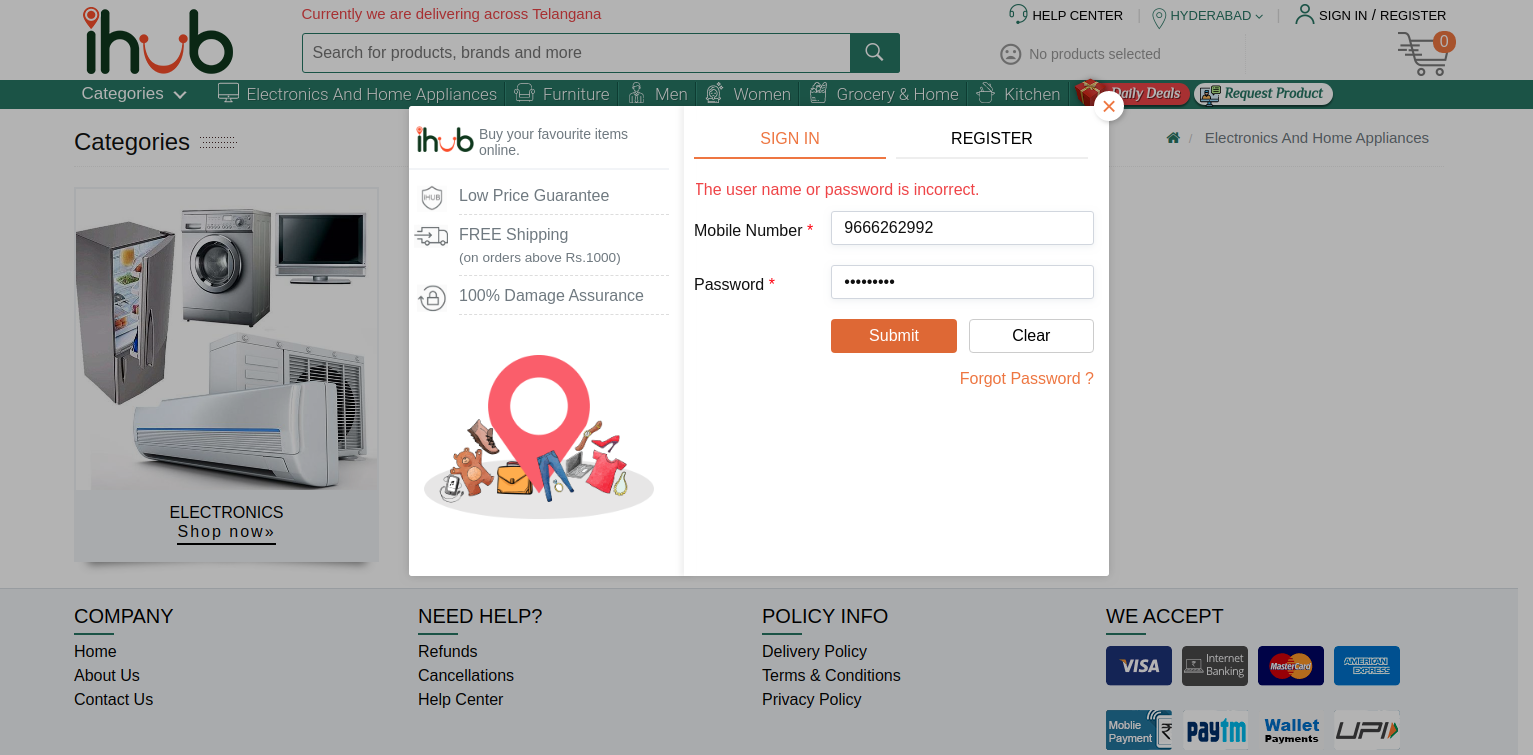 Currently we are delivering across Telangana
HELP CENTER
HYDERABAD
SIGN IN / REGISTER
ihub
Search for products, brands and more
No products selected
0
Categories
Electronics And Home Appliances
Furniture
Men
Women
Grocery & Home
Kitchen
Daily Deals
Request Product
Categories
Electronics And Home Appliances
ihub
Buy your favourite items
online.
SIGN IN
REGISTER
IHUB
Low Price Guarantee
FREE Shipping
(on orders above Rs.1000)
100% Damage Assurance
The user name or password is incorrect.
Mobile Number *
9666262992
Password *
•••••••••
Submit
Clear
Forgot Password ?
ELECTRONICS
Shop now»
COMPANY
Home
About Us
Contact Us
NEED HELP?
Refunds
Cancellations
Help Center
POLICY INFO
Delivery Policy
Terms & Conditions
Privacy Policy
WE ACCEPT
VISA
Internet
Banking
MasterCard
AMERICAN
EXPRESS
Moblie
Payment
₹
paytm
Wallet
Payments
UPI